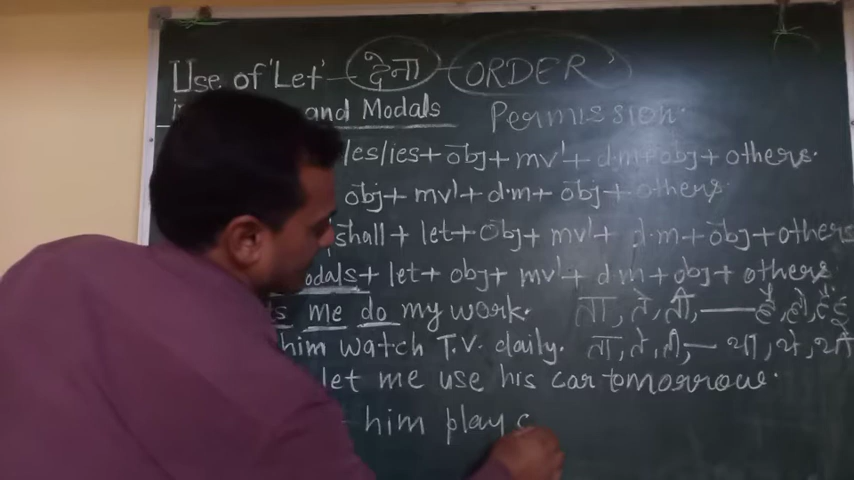 Use of 'Let' — देना — ORDER
and Modals Permission.
/es/ies+ obj+ mv¹+ d.m+obj+ others.
obj+ mv¹+ d.m+ obj+ others
shall+ let+ obj+ mv¹+ d.m+obj+others
odals+ let+ obj+ mv¹+ d.m+ obj+ others.
s me do my work. ता, ते, ती, —
him watch T.V. daily. ता, ते, ती, — था, थे, थी
let me use his car tomorrow.
him play c